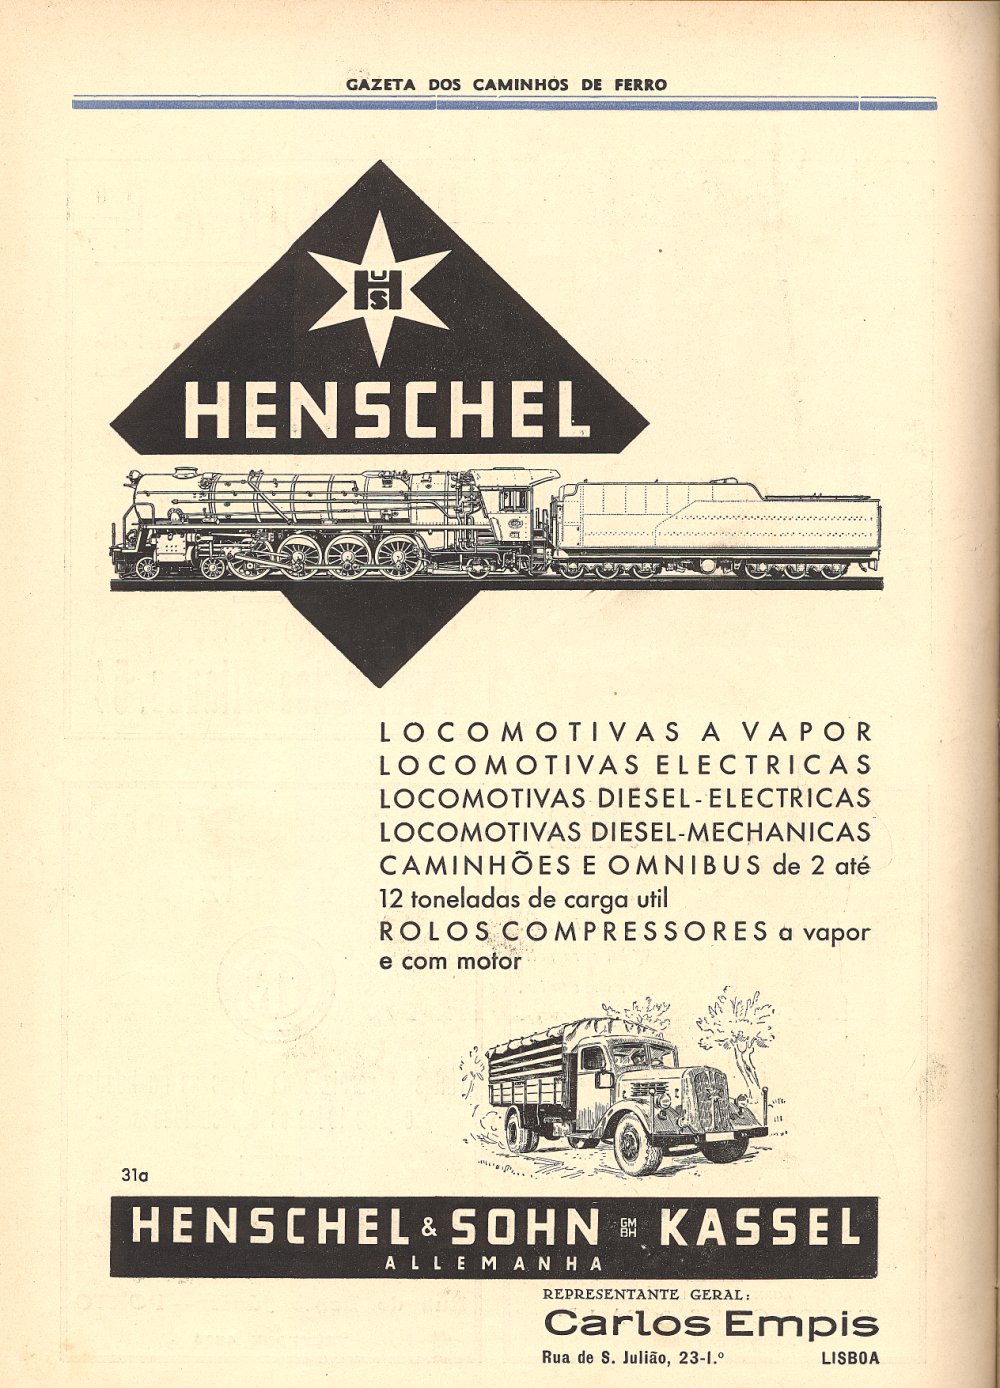 GAZETA DOS CAMINHOS DE FERRO
HUS
HENSCHEL
LOCOMOTIVAS A VAPOR
LOCOMOTIVAS ELECTRICAS
LOCOMOTIVAS DIESEL-ELECTRICAS
LOCOMOTIVAS DIESEL-MECHANICAS
CAMINHÕES E OMNIBUS de 2 até
12 toneladas de carga util
ROLOS COMPRESSORES a vapor
e com motor
31a
HENSCHEL & SOHN GMBH KASSEL
ALLEMANHA
REPRESENTANTE GERAL:
Carlos Empis
Rua de S. Julião, 23-1.º LISBOA